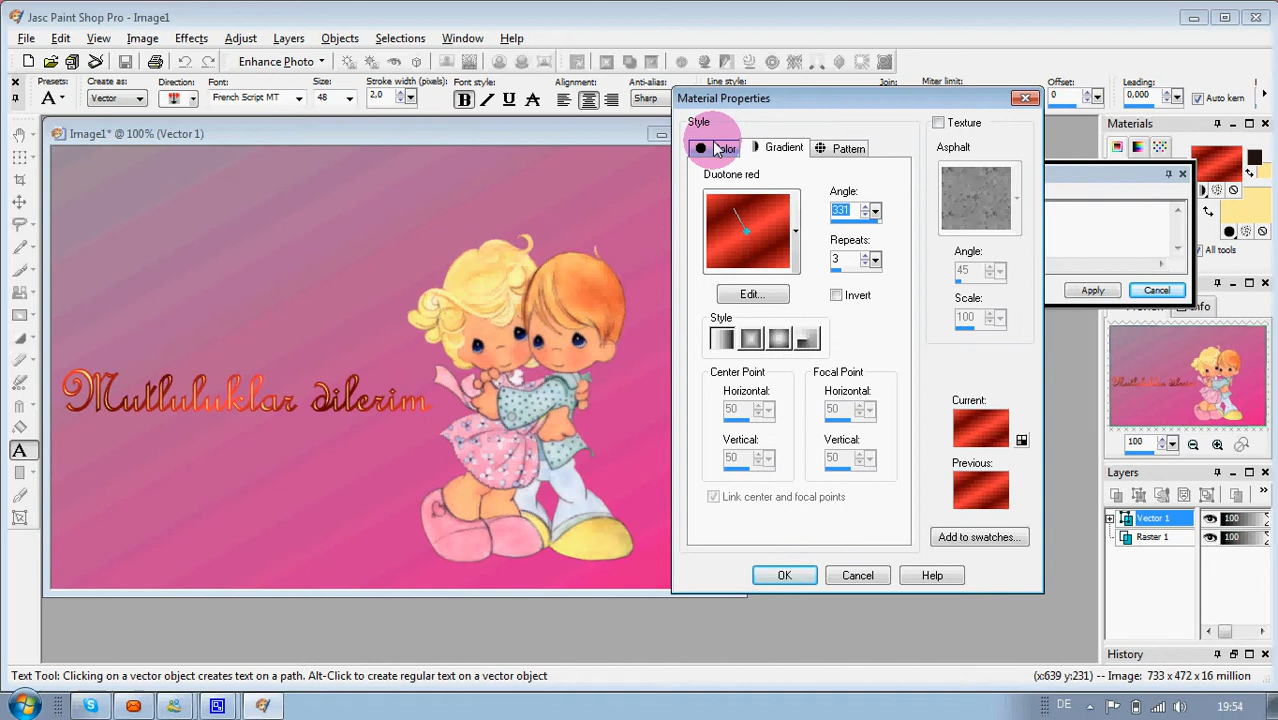 Jasc Paint Shop Pro - Image1
File Edit View Image Effects Adjust Layers Objects Selections Window Help
Enhance Photo
Presets: Create as: Direction: Font: Size: Stroke width (pixels): Font style: Alignment: Anti-alias: Line style: Join: Miter limit: Offset: Leading:
A Vector French Script MT 48 2,0 B I U A Sharp 0 0,000 Auto kern
Image1* @ 100% (Vector 1)
Mutluluklar dilerim
Material Properties
Style
Color Gradient Pattern
Duotone red
Angle:
331
Repeats:
3
Edit...
Invert
Style
Center Point
Horizontal:
50
Vertical:
50
Focal Point
Horizontal:
50
Vertical:
50
Link center and focal points
Texture
Asphalt
Angle:
45
Scale:
100
Current:
Previous:
Add to swatches...
OK Cancel Help
Materials
All tools
Apply Cancel
Info
Mutluluklar dilerim
100
Layers
Vector 1 100
Raster 1 100
History
Text Tool: Clicking on a vector object creates text on a path. Alt-Click to create regular text on a vector object
x:639 y:231 -- Image: 733 x 472 x 16 million
DE 19:54